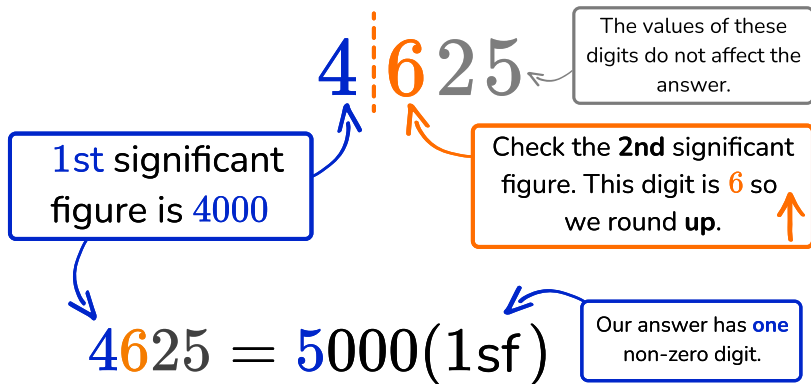 4 625
The values of these
digits do not affect the
answer.
1st significant
figure is 4000
Check the 2nd significant
figure. This digit is 6 so
we round up.
4625 = 5000(1sf)
Our answer has one
non-zero digit.